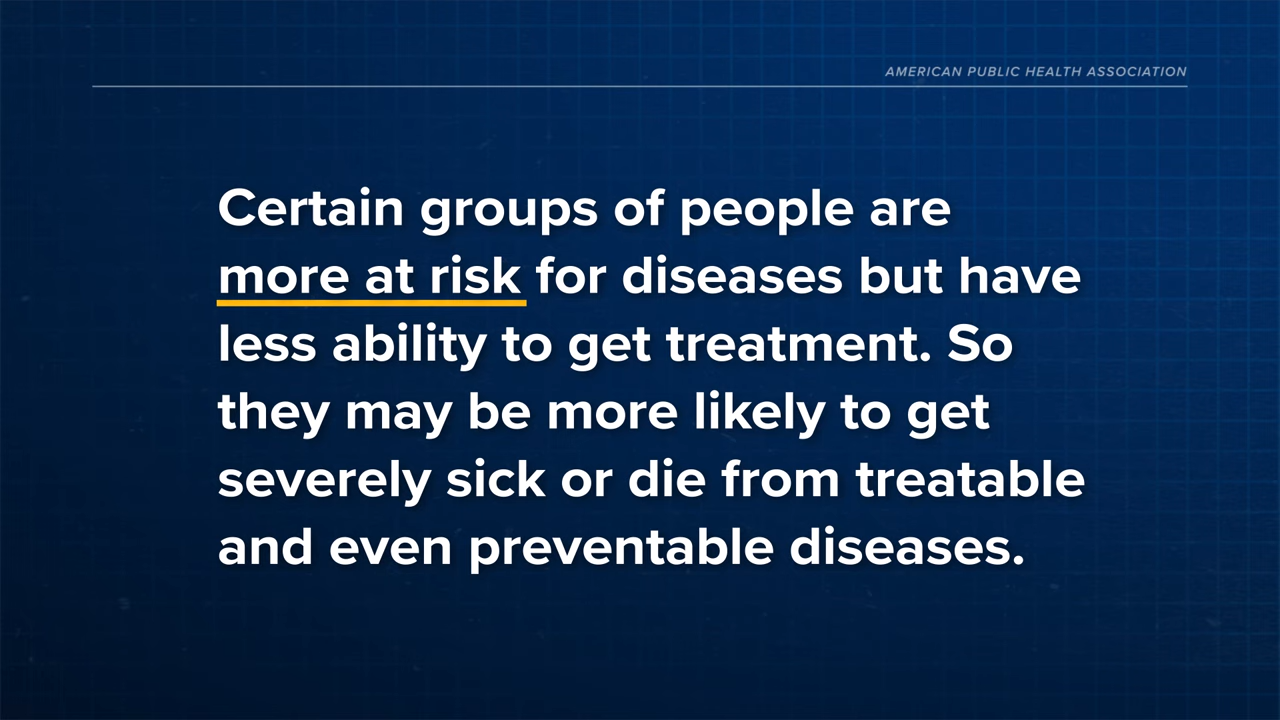 AMERICAN PUBLIC HEALTH ASSOCIATION
Certain groups of people are
more at risk for diseases but have
less ability to get treatment. So
they may be more likely to get
severely sick or die from treatable
and even preventable diseases.